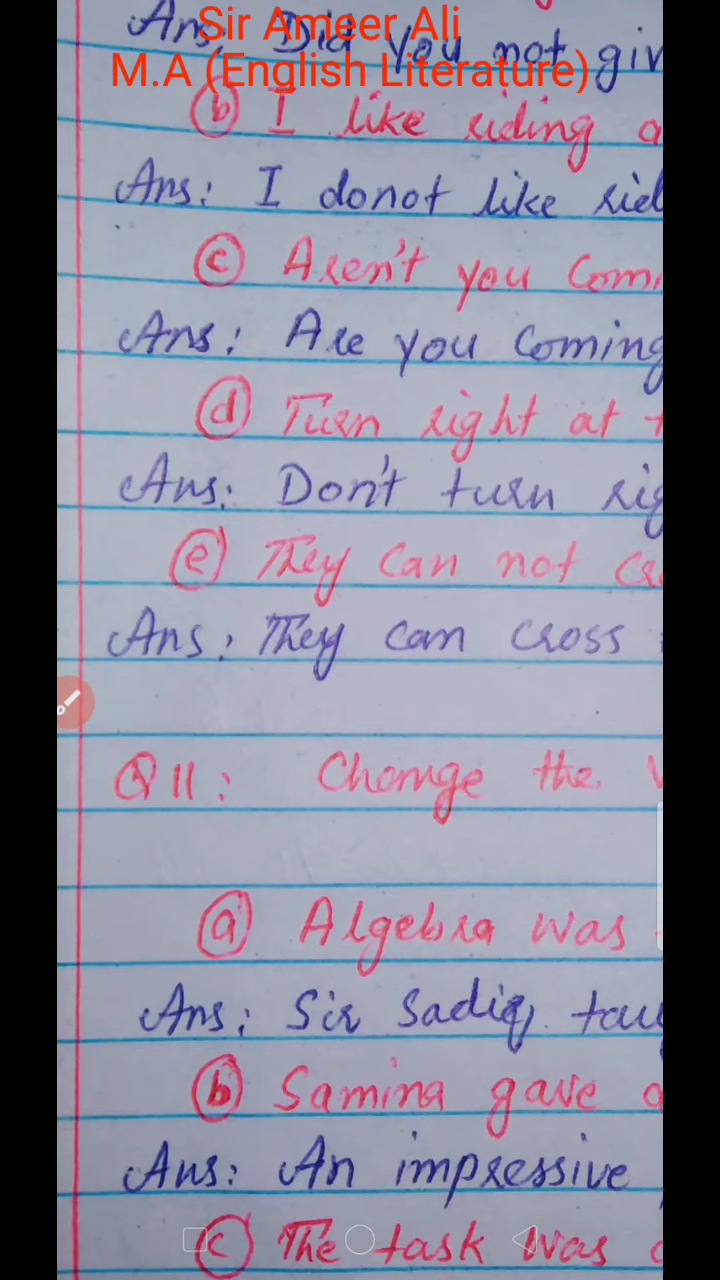 Sir Ameer Ali
M.A (English Literature)
Ans, Did you not giv
(b) I like riding a
Ans: I donot like rid
(c) Aren't you Com
Ans: Are you Coming
(d) Turn right at t
Ans: Don't turn rig
(e) They Can not Cr
Ans, They can cross
Q 11: Change the V
(a) Algebra was
Ans: Sir Sadiq tau
(b) Samina gave a
Ans: An impressive
(c) The task was